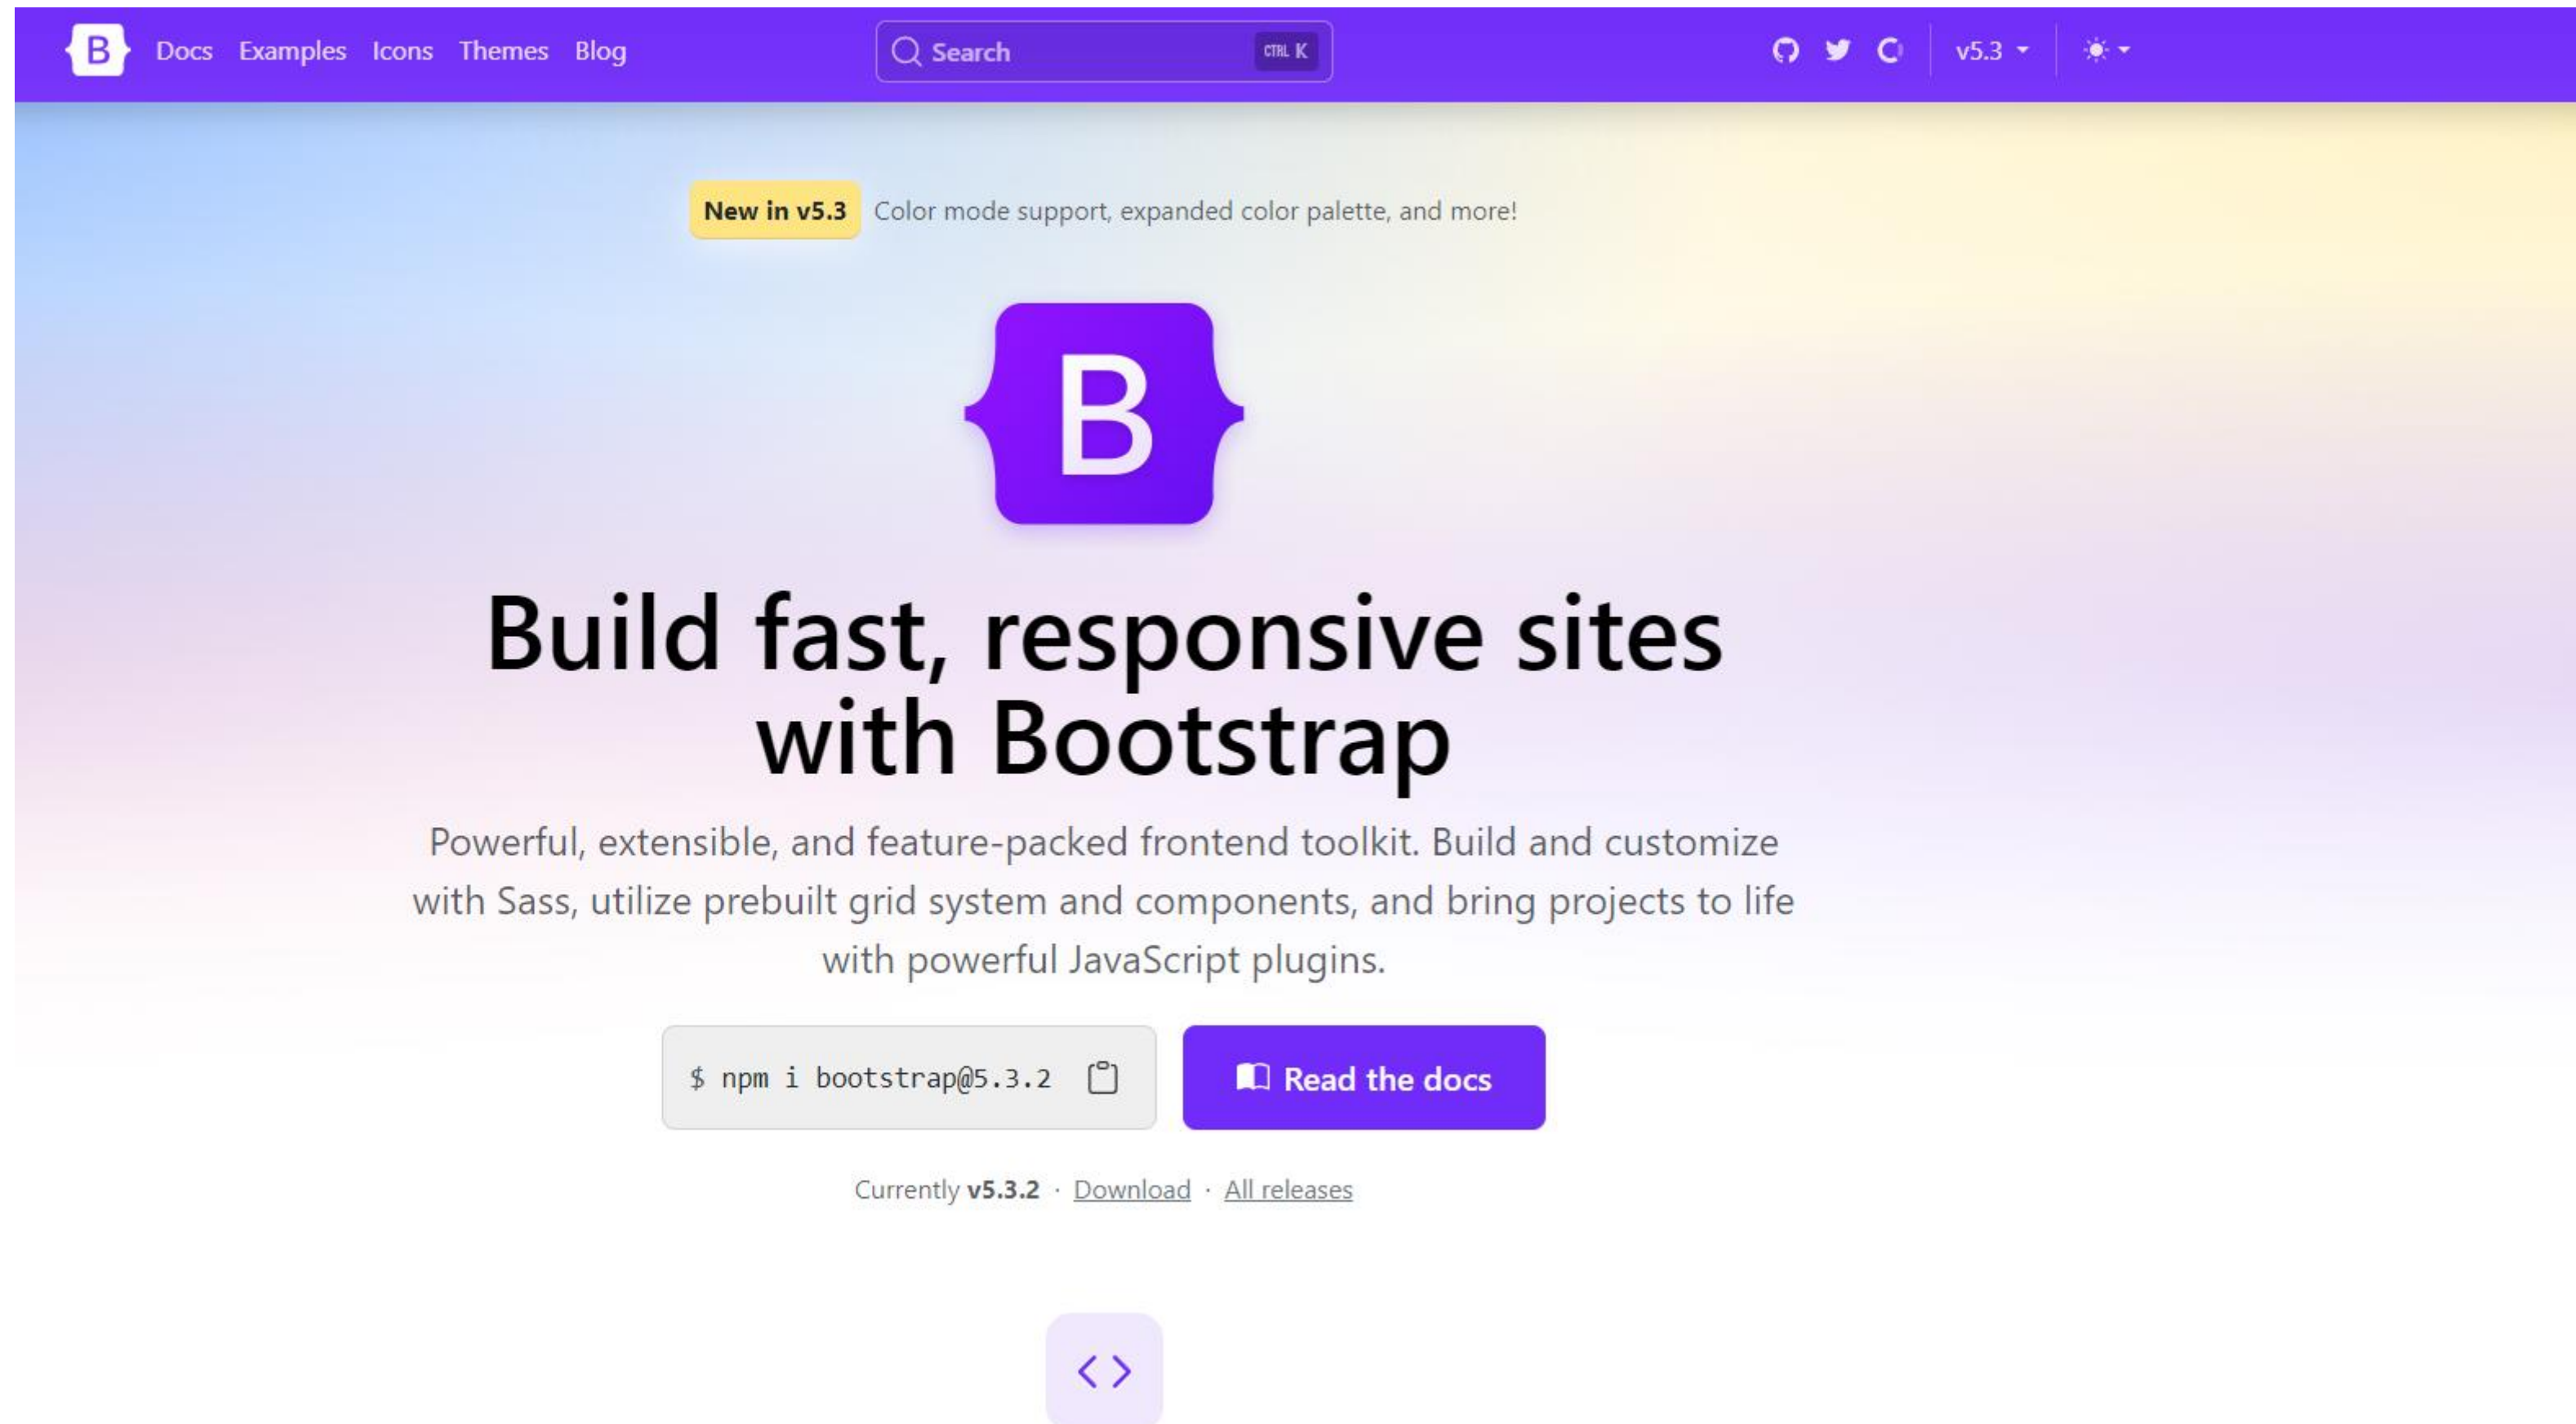 B Docs Examples Icons Themes Blog Search CTRL K v5.3
New in v5.3 Color mode support, expanded color palette, and more!
B
Build fast, responsive sites
with Bootstrap
Powerful, extensible, and feature-packed frontend toolkit. Build and customize
with Sass, utilize prebuilt grid system and components, and bring projects to life
with powerful JavaScript plugins.
$ npm i bootstrap@5.3.2 Read the docs
Currently v5.3.2 · Download · All releases